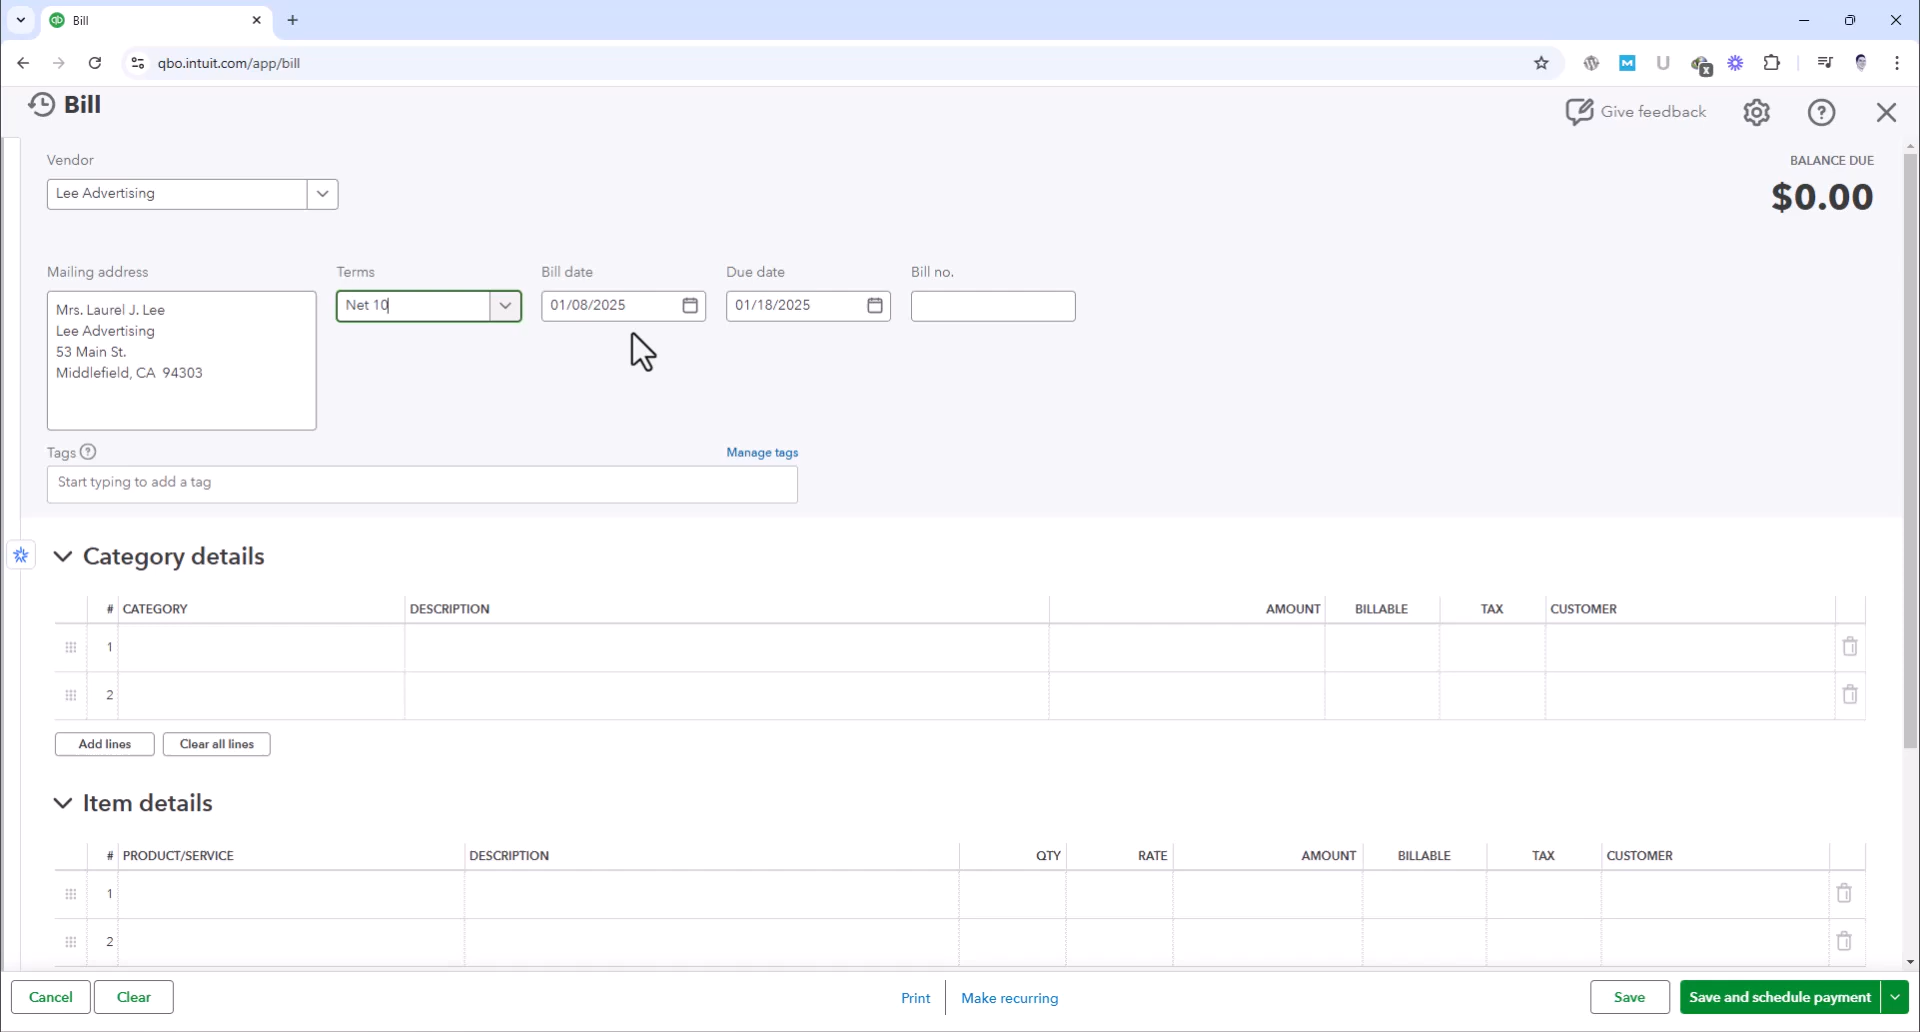 Bill
qbo.intuit.com/app/bill
Bill
Give feedback
Vendor
BALANCE DUE
Lee Advertising
$0.00
Mailing address Terms Bill date Due date Bill no.
Mrs. Laurel J. Lee
Lee Advertising
53 Main St.
Middlefield, CA 94303
Net 10 01/08/2025 01/18/2025
Tags Manage tags
Start typing to add a tag
Category details
# CATEGORY DESCRIPTION AMOUNT BILLABLE TAX CUSTOMER
1
2
Add lines Clear all lines
Item details
# PRODUCT/SERVICE DESCRIPTION QTY RATE AMOUNT BILLABLE TAX CUSTOMER
1
2
Cancel Clear Print Make recurring Save Save and schedule payment